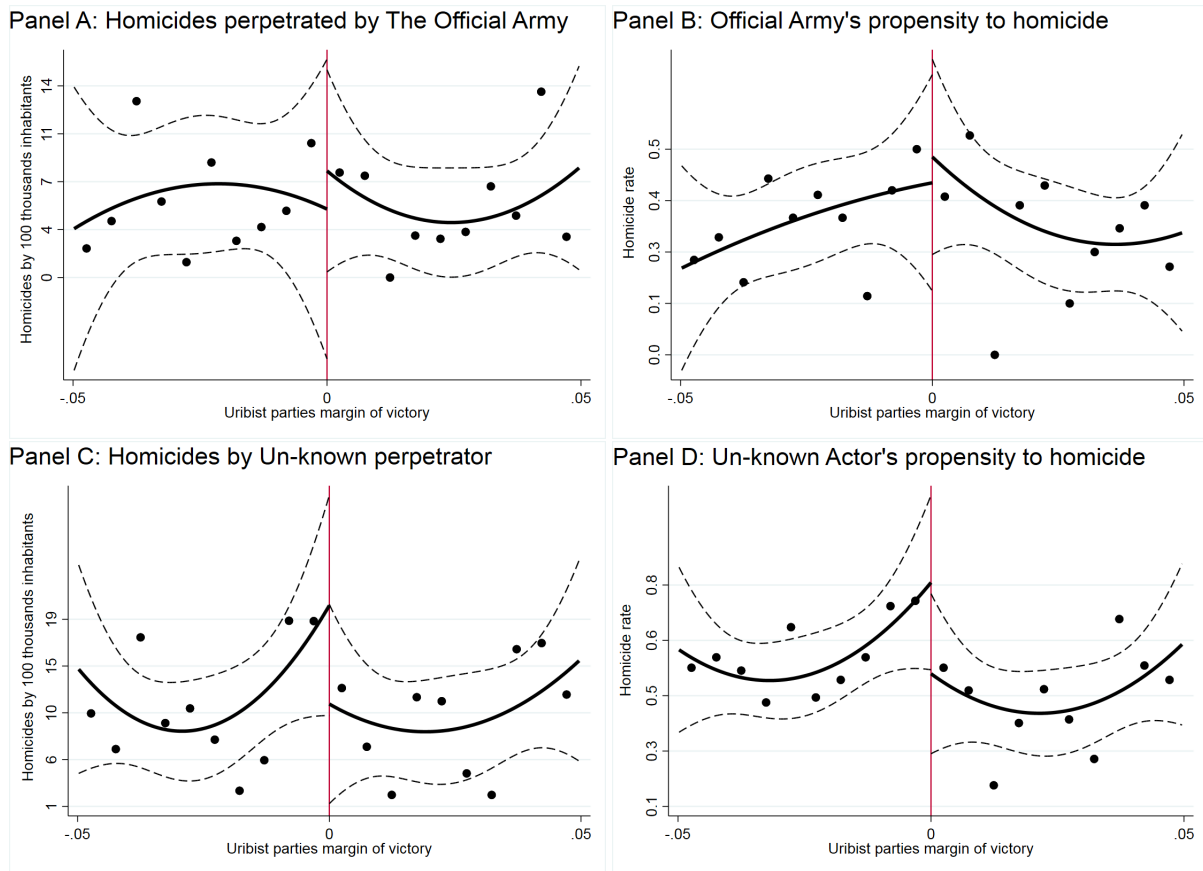 Panel A: Homicides perpetrated by The Official Army
Homicides by 100 thousands inhabitants
14
11
7
4
0
-.05
0
.05
Uribist parties margin of victory
Panel B: Official Army's propensity to homicide
Homicide rate
0.5
0.4
0.3
0.1
0.0
-.05
0
.05
Uribist parties margin of victory
Panel C: Homicides by Un-known perpetrator
Homicides by 100 thousands inhabitants
19
15
10
6
1
-.05
0
.05
Uribist parties margin of victory
Panel D: Un-known Actor's propensity to homicide
Homicide rate
0.8
0.6
0.5
0.3
0.1
-.05
0
.05
Uribist parties margin of victory